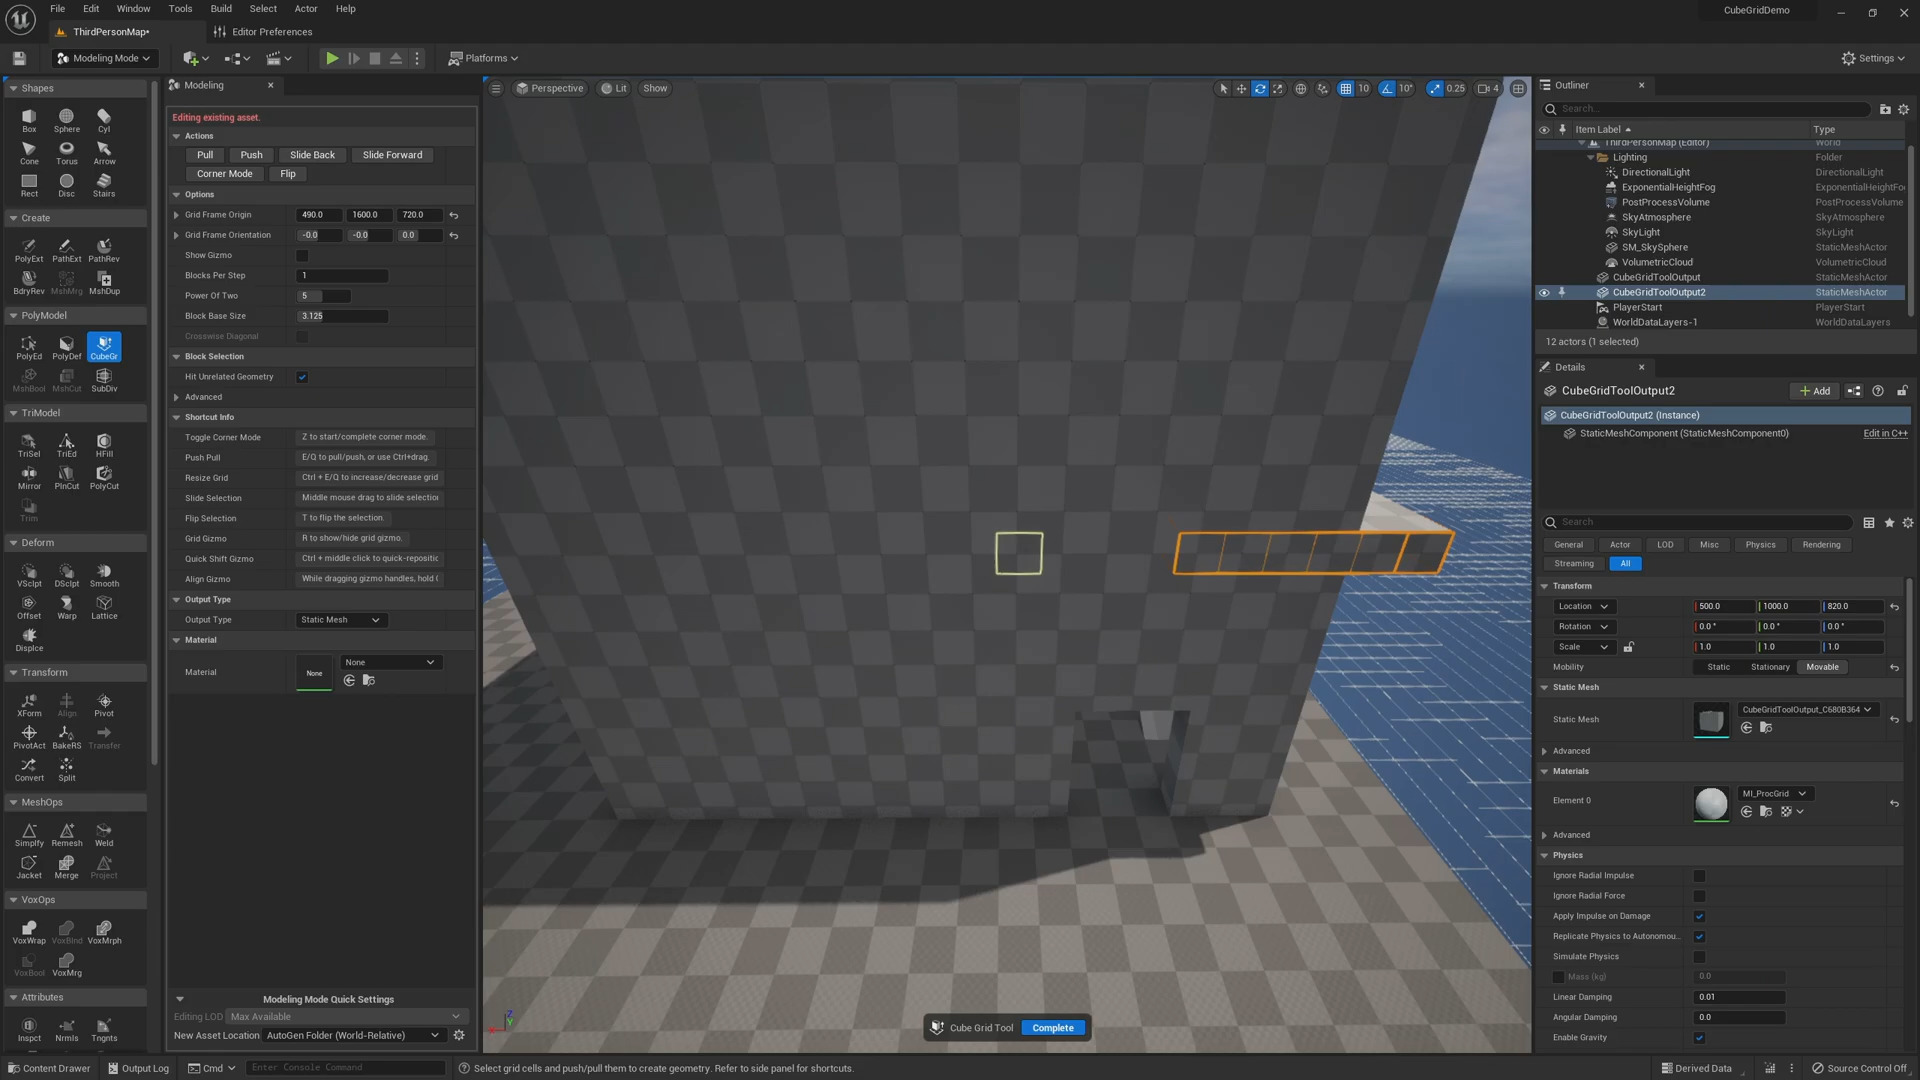 File Edit Window Tools Build Select Actor Help
CubeGridDemo
ThirdPersonMap*
Editor Preferences
Modeling Mode
Platforms
Settings
Shapes
Box Sphere Cyl
Cone Torus Arrow
Rect Disc Stairs
Create
PolyExt PathExt PathRev
BdryRev MshMrg MshDup
PolyModel
PolyEd PolyDef CubeGr
MshBool MshCut SubDiv
TriModel
TriSel TriEd HFill
Mirror PlnCut PolyCut
Trim
Deform
VSculpt DSculpt Smooth
Offset Warp Lattice
Displce
Transform
XForm Align Pivot
PivotAct BakeRS Transfer
Convert Split
MeshOps
Simplfy Remesh Weld
Jacket Merge Project
VoxOps
VoxWrap VoxBlnd VoxMrph
VoxBool VoxMrg
Attributes
Inspct Nrmls Tngnts
Modeling
Editing existing asset.
Actions
Pull Push Slide Back Slide Forward
Corner Mode Flip
Options
Grid Frame Origin 490.0 1600.0 720.0
Grid Frame Orientation -0.0 -0.0 0.0
Show Gizmo
Blocks Per Step 1
Power Of Two 5
Block Base Size 3.125
Crosswise Diagonal
Block Selection
Hit Unrelated Geometry
Advanced
Shortcut Info
Toggle Corner Mode Z to start/complete corner mode.
Push Pull E/Q to pull/push, or use Ctrl+drag.
Resize Grid Ctrl + E/Q to increase/decrease grid
Slide Selection Middle mouse drag to slide selectio
Flip Selection T to flip the selection.
Grid Gizmo R to show/hide grid gizmo.
Quick Shift Gizmo Ctrl + middle click to quick-repositic
Align Gizmo While dragging gizmo handles, hold (
Output Type
Output Type Static Mesh
Material
Material None None
Modeling Mode Quick Settings
Editing LOD Max Available
New Asset Location AutoGen Folder (World-Relative)
Perspective Lit Show
10 10° 0.25 4
Cube Grid Tool Complete
Outliner
Search...
Item Label Type
ThirdPersonMap (Editor) World
Lighting Folder
DirectionalLight DirectionalLight
ExponentialHeightFog ExponentialHeightFo
PostProcessVolume PostProcessVolume
SkyAtmosphere SkyAtmosphere
SkyLight SkyLight
SM_SkySphere StaticMeshActor
VolumetricCloud VolumetricCloud
CubeGridToolOutput StaticMeshActor
CubeGridToolOutput2 StaticMeshActor
PlayerStart PlayerStart
WorldDataLayers-1 WorldDataLayers
12 actors (1 selected)
Details
CubeGridToolOutput2 Add
CubeGridToolOutput2 (Instance)
StaticMeshComponent (StaticMeshComponent0) Edit in C++
Search
General Actor LOD Misc Physics Rendering
Streaming All
Transform
Location 500.0 1000.0 820.0
Rotation 0.0° 0.0° 0.0°
Scale 1.0 1.0 1.0
Mobility Static Stationary Movable
Static Mesh
Static Mesh CubeGridToolOutput_C680B364
Advanced
Materials
Element 0 MI_ProcGrid
Advanced
Physics
Ignore Radial Impulse
Ignore Radial Force
Apply Impulse on Damage
Replicate Physics to Autonomou...
Simulate Physics
Mass (kg) 0.0
Linear Damping 0.01
Angular Damping 0.0
Enable Gravity
Content Drawer Output Log Cmd Enter Console Command
Select grid cells and push/pull them to create geometry. Refer to side panel for shortcuts.
Derived Data Source Control Off